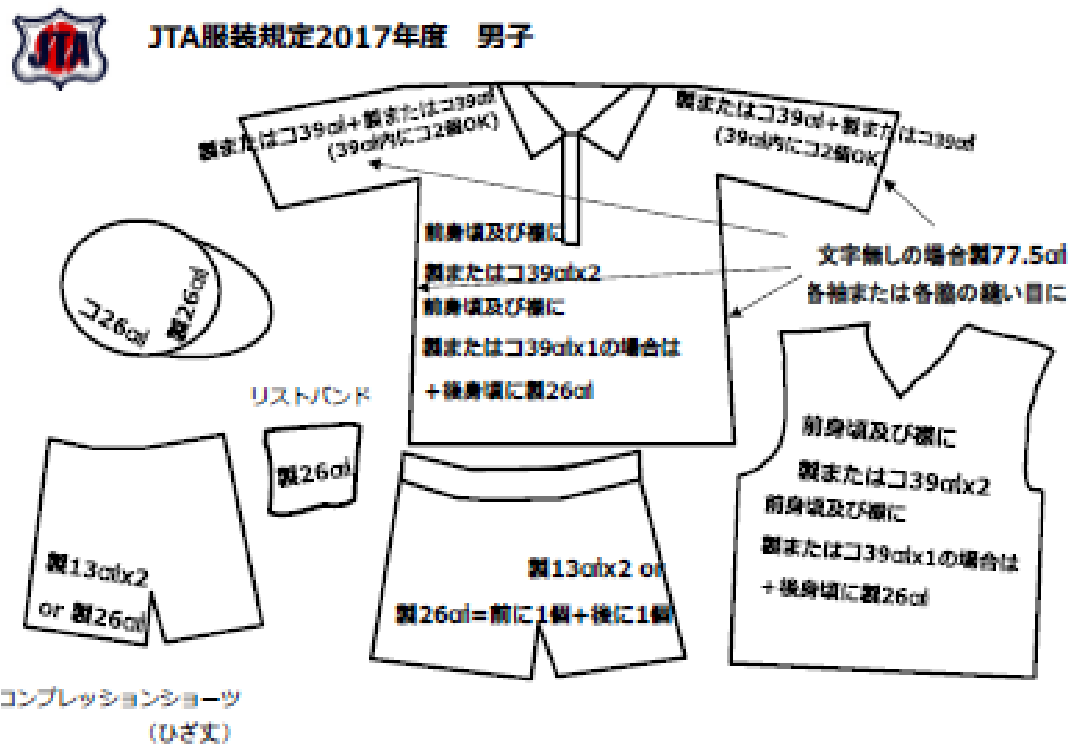 JTA
JTA服装規定2017年度 男子
製またはコ39㎠+製またはコ39㎠
(39㎠内にコ2個OK)
製またはコ39㎠+製またはコ39㎠
(39㎠内にコ2個OK
文字無しの場合製77.5㎠
各袖または各脇の縫い目に
前身頃及び襟に
製またはコ39㎠x2
前身頃及び襟に
製またはコ39㎠x1の場合は
+後身頃に製26㎠
コ26㎠
製26㎠
リストバンド
製26㎠
前身頃及び襟に
製またはコ39㎠x2
前身頃及び襟に
製またはコ39㎠x1の場合は
+後身頃に製26㎠
製13㎠x2
or 製26㎠
製13㎠x2 or
製26㎠=前に1個+後に1個
コンプレッションショーツ
(ひざ丈)